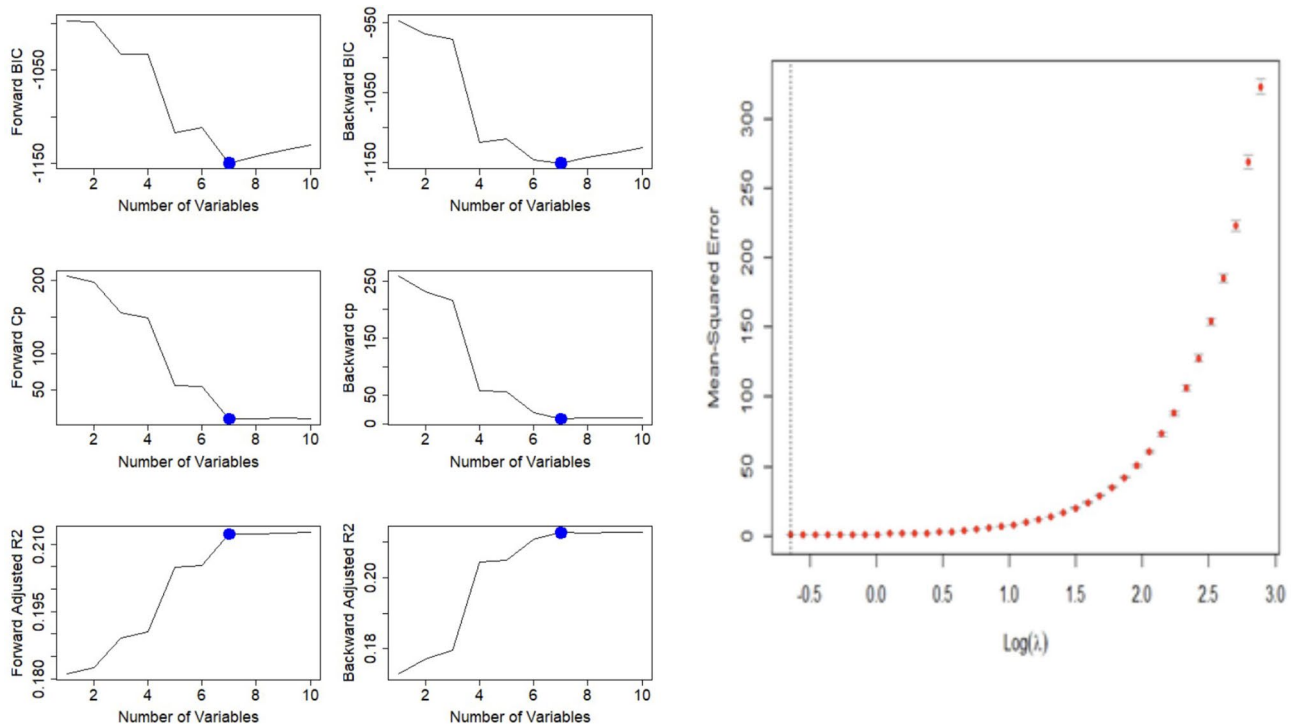 Forward BIC
-1150 -1050
2 4 6 8 10
Number of Variables
Backward BIC
-1150 -1050 -950
2 4 6 8 10
Number of Variables
Forward Cp
50 100 200
2 4 6 8 10
Number of Variables
Backward cp
0 50 150 250
2 4 6 8 10
Number of Variables
Forward Adjusted R2
0.180 0.195 0.210
2 4 6 8 10
Number of Variables
Backward Adjusted R22
0.18 0.20
2 4 6 8 10
Number of Variables
Mean-Squared Error
0 50 100 150 200 250 300
-0.5 0.0 0.5 1.0 1.5 2.0 2.5 3.0
Log(λ)